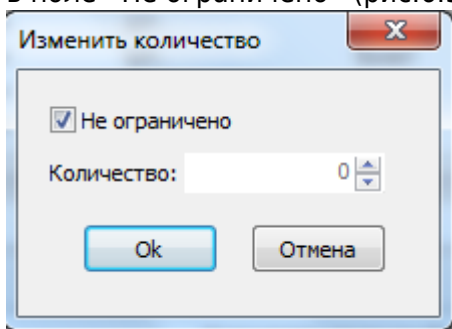 Изменить количество
Не ограничено
Количество: 0
Ok Отмена